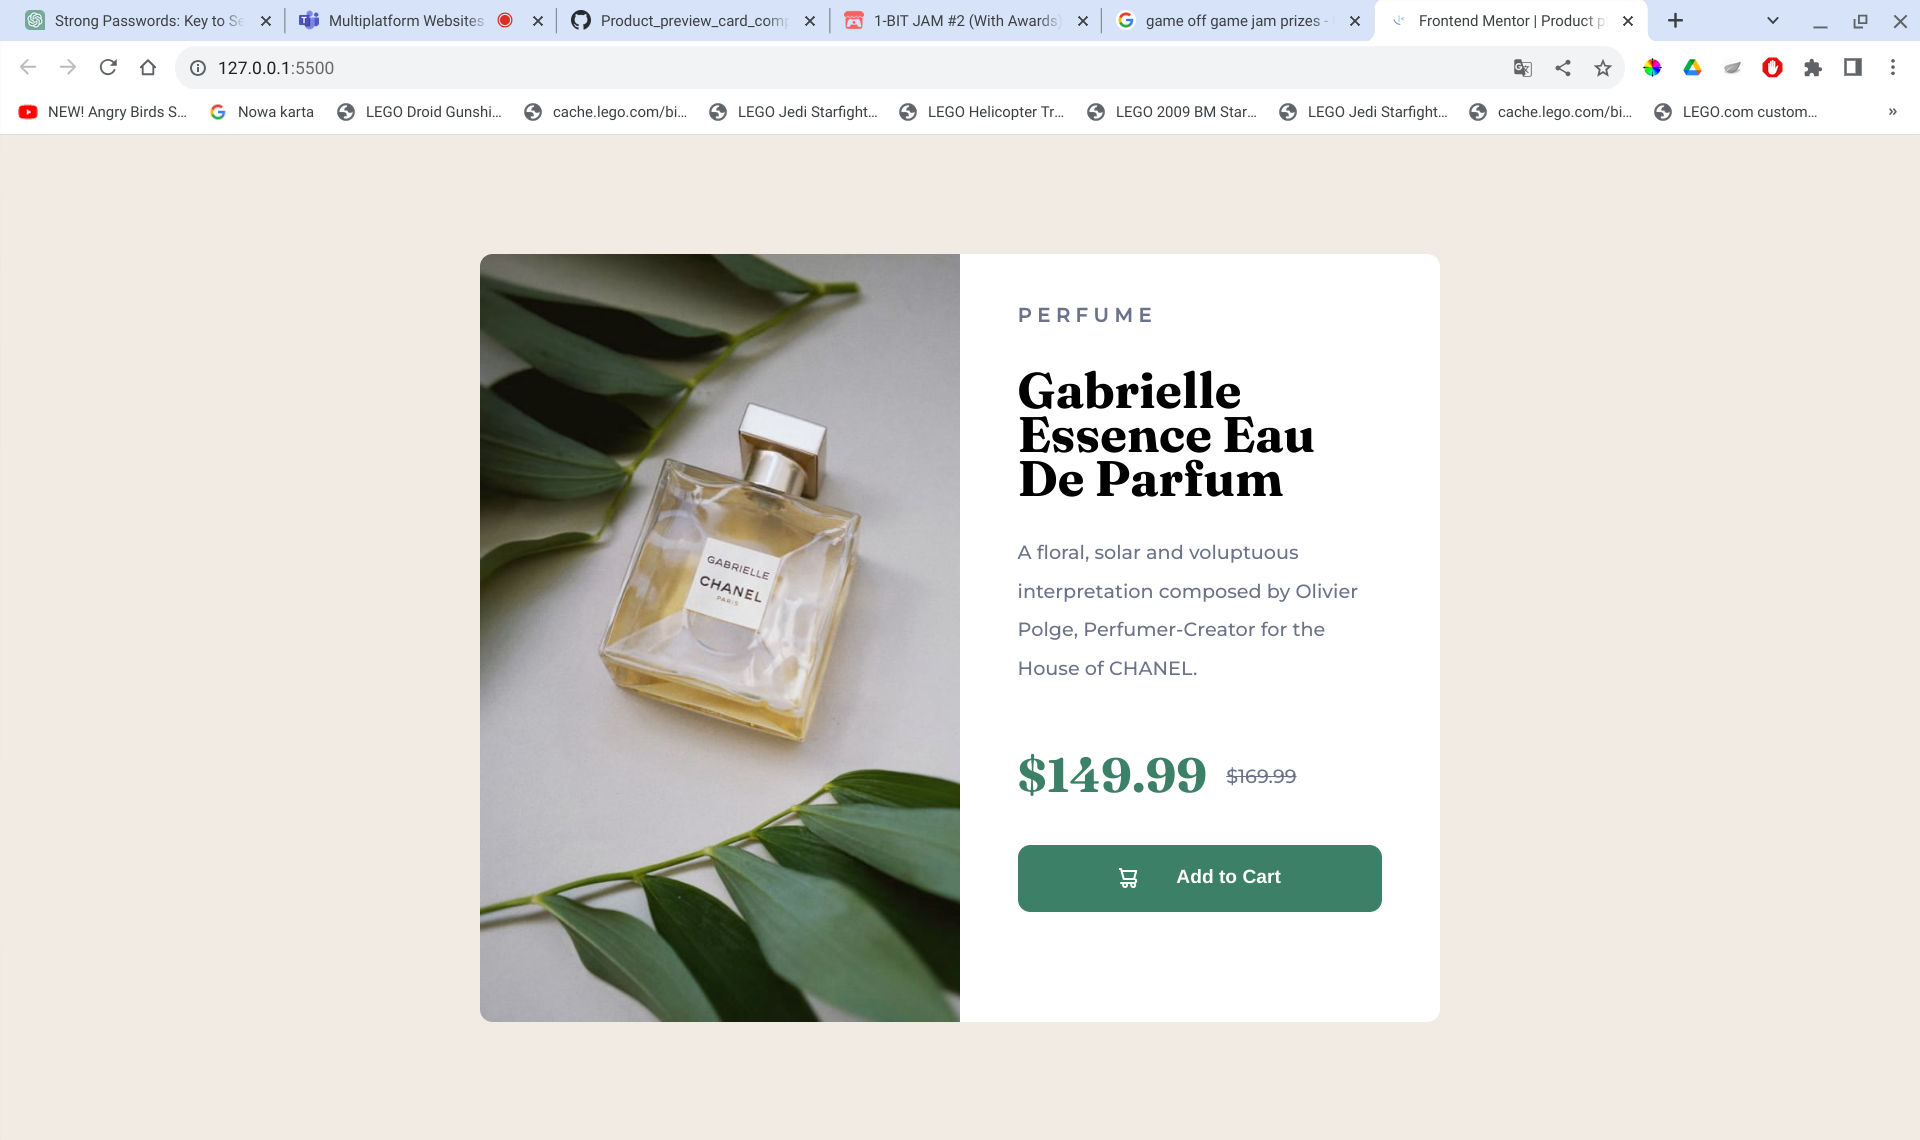 Strong Passwords: Key to Se
Multiplatform Websites
Product_preview_card_comp
1-BIT JAM #2 (With Awards)
game off game jam prizes -
Frontend Mentor | Product p
127.0.0.1:5500
NEW! Angry Birds S...
Nowa karta
LEGO Droid Gunshi...
cache.lego.com/bi...
LEGO Jedi Starfight...
LEGO Helicopter Tr...
LEGO 2009 BM Star...
LEGO Jedi Starfight...
cache.lego.com/bi...
LEGO.com custom...
»
PERFUME
Gabrielle
Essence Eau
De Parfum
A floral, solar and voluptuous
interpretation composed by Olivier
Polge, Perfumer-Creator for the
House of CHANEL.
$149.99 $169.99
Add to Cart
GABRIELLE
CHANEL
PARIS